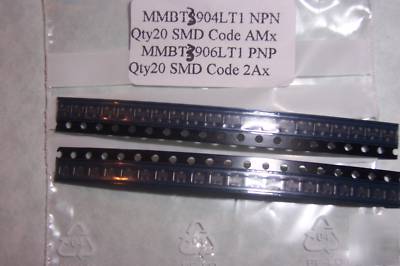 MMBT3904LT1 NPN
Qty20 SMD Code AMx
MMBT3906LT1 PNP
Qty20 SMD Code 2Ax